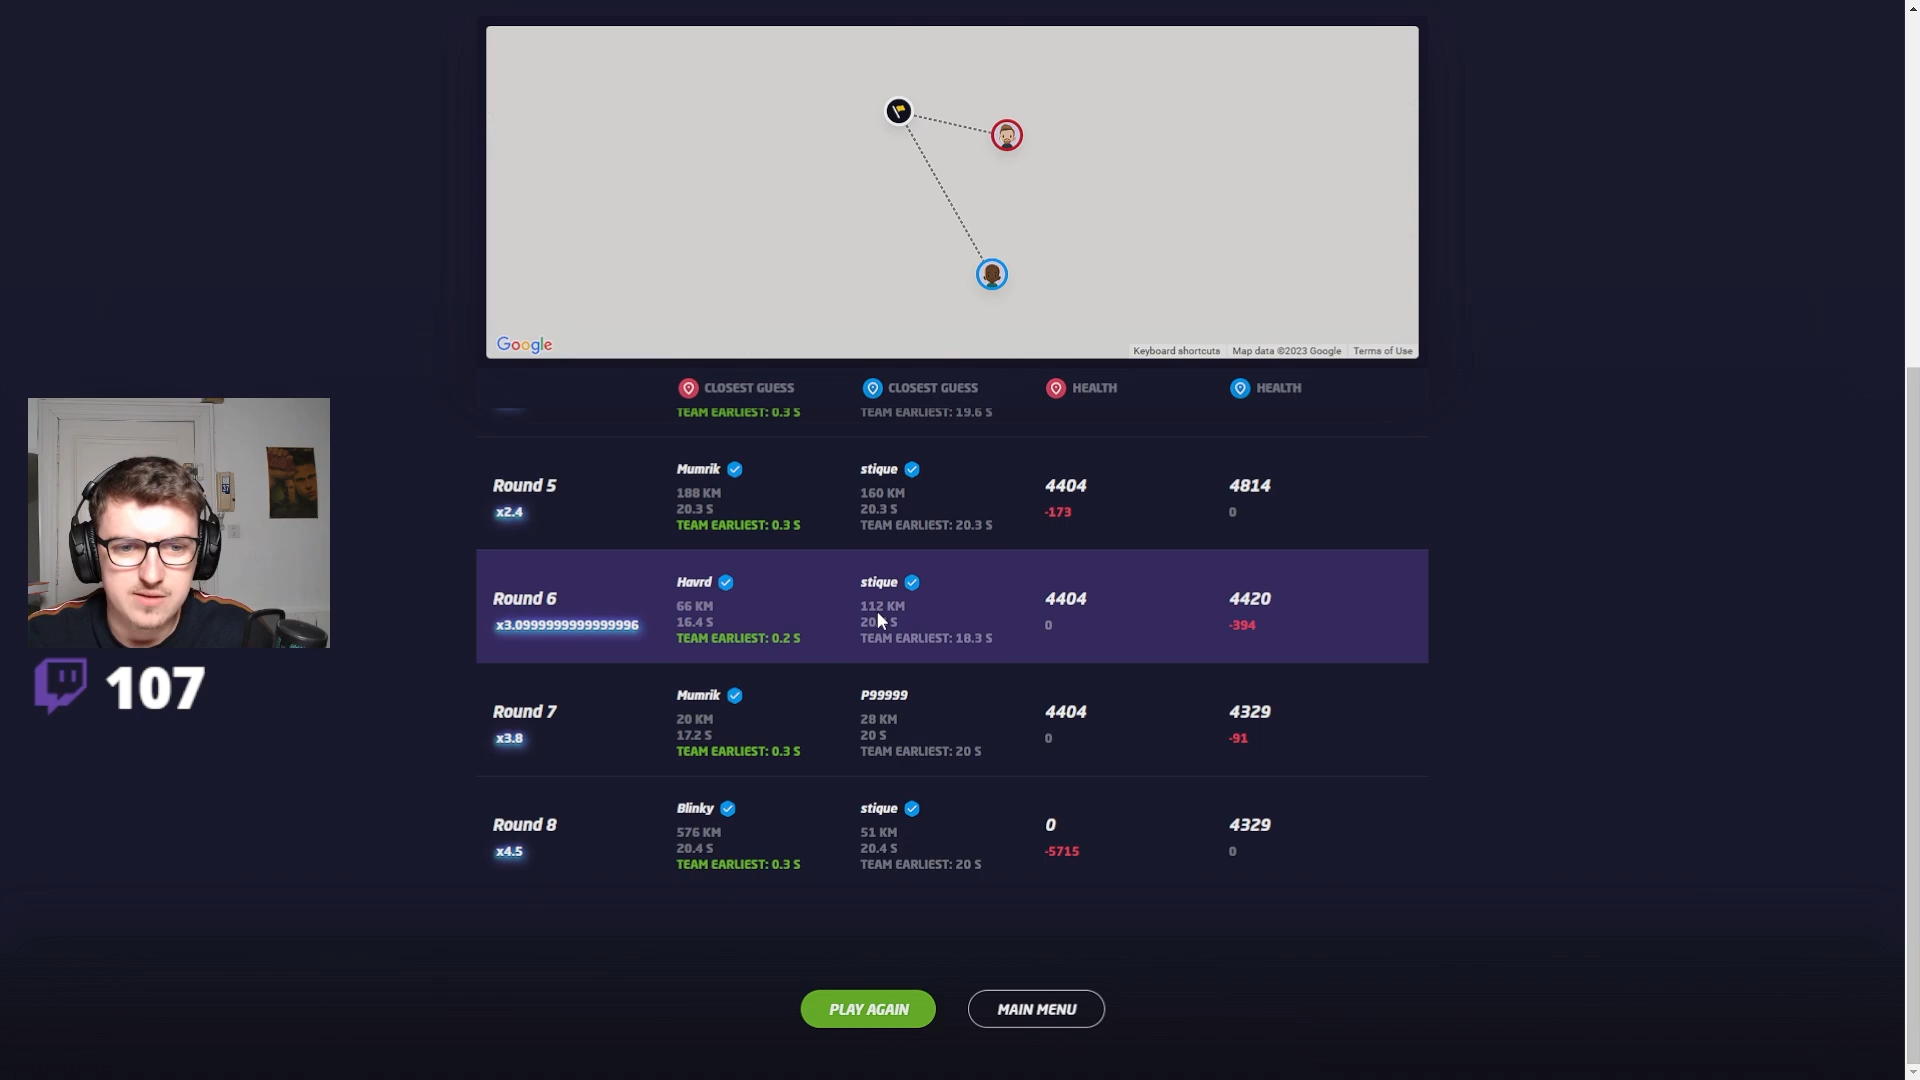 Google
Keyboard shortcuts Map data ©2023 Google Terms of Use
CLOSEST GUESS CLOSEST GUESS HEALTH HEALTH
TEAM EARLIEST: 0.3 S TEAM EARLIEST: 19.6 S
Round 5
x2.4
Mumrik
188 KM
20.3 S
TEAM EARLIEST: 0.3 S
stique
160 KM
20.3 S
TEAM EARLIEST: 20.3 S
4404
-173
4814
0
Round 6
x3.0999999999999996
Havrd
66 KM
16.4 S
TEAM EARLIEST: 0.2 S
stique
112 KM
TEAM EARLIEST: 18.3 S
4404
0
4420
-394
Round 7
x3.8
Mumrik
20 KM
17.2 S
TEAM EARLIEST: 0.3 S
P99999
28 KM
20 S
TEAM EARLIEST: 20 S
4404
0
4329
-91
Round 8
x4.5
Blinky
576 KM
20.4 S
TEAM EARLIEST: 0.3 S
stique
51 KM
20.4 S
TEAM EARLIEST: 20 S
0
-5715
4329
0
107
PLAY AGAIN MAIN MENU